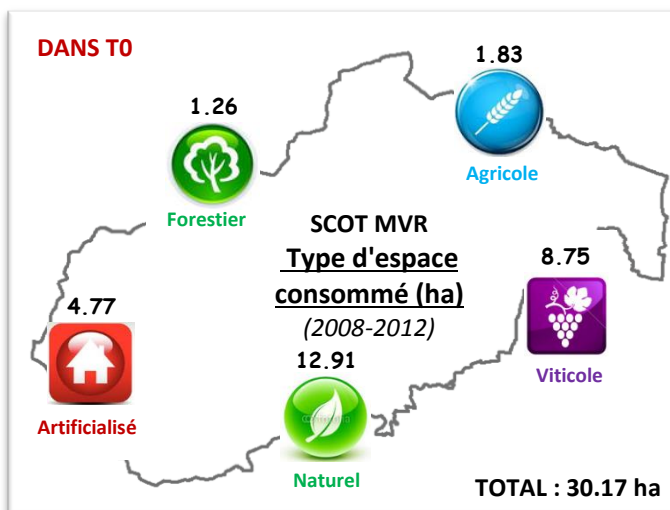 DANS T0
1.83
1.26
Agricole
Forestier
SCOT MVR
Type d'espace
consommé (ha)
(2008-2012)
8.75
4.77
12.91
Viticole
Artificialisé
Naturel
TOTAL : 30.17 ha